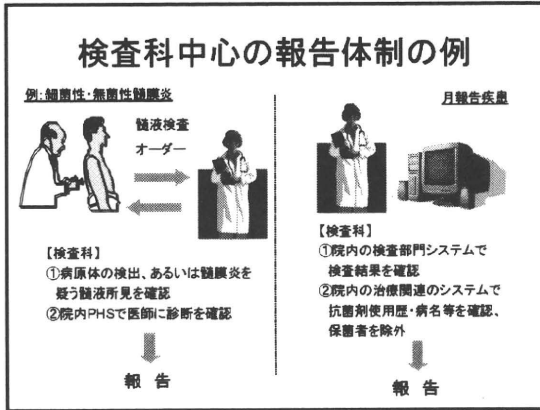 検査科中心の報告体制の例
例:細菌性・無菌性髄膜炎
髄液検査
オーダー
【検査科】
①病原体の検出、あるいは髄膜炎を
疑う髄液所見を確認
②院内PHSで医師に診断を確認
報 告
月報告疾患
【検査科】
①院内の検査部門システムで
検査結果を確認
②院内の治療関連のシステムで
抗菌剤使用歴・病名等を確認、
保菌者を除外
報 告